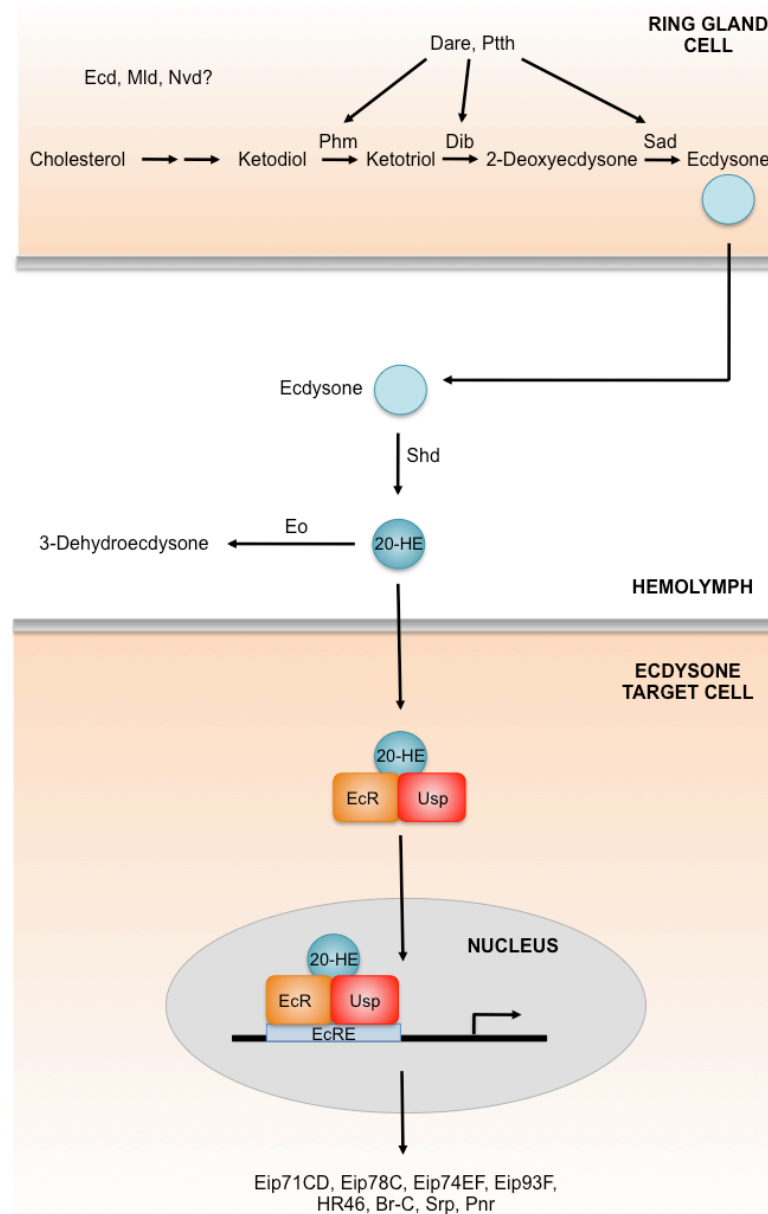 RING GLAND
CELL
Dare, Ptth
Ecd, Mld, Nvd?
Phm
Dib
Sad
Cholesterol
Ketodiol
Ketotriol
2-Deoxyecdysone
Ecdysone
Ecdysone
Shd
Eo
3-Dehydroecdysone
20-HE
HEMOLYMPH
ECDYSONE
TARGET CELL
20-HE
EcR
Usp
NUCLEUS
20-HE
EcR
Usp
EcRE
Eip71CD, Eip78C, Eip74EF, Eip93F,
HR46, Br-C, Srp, Pnr